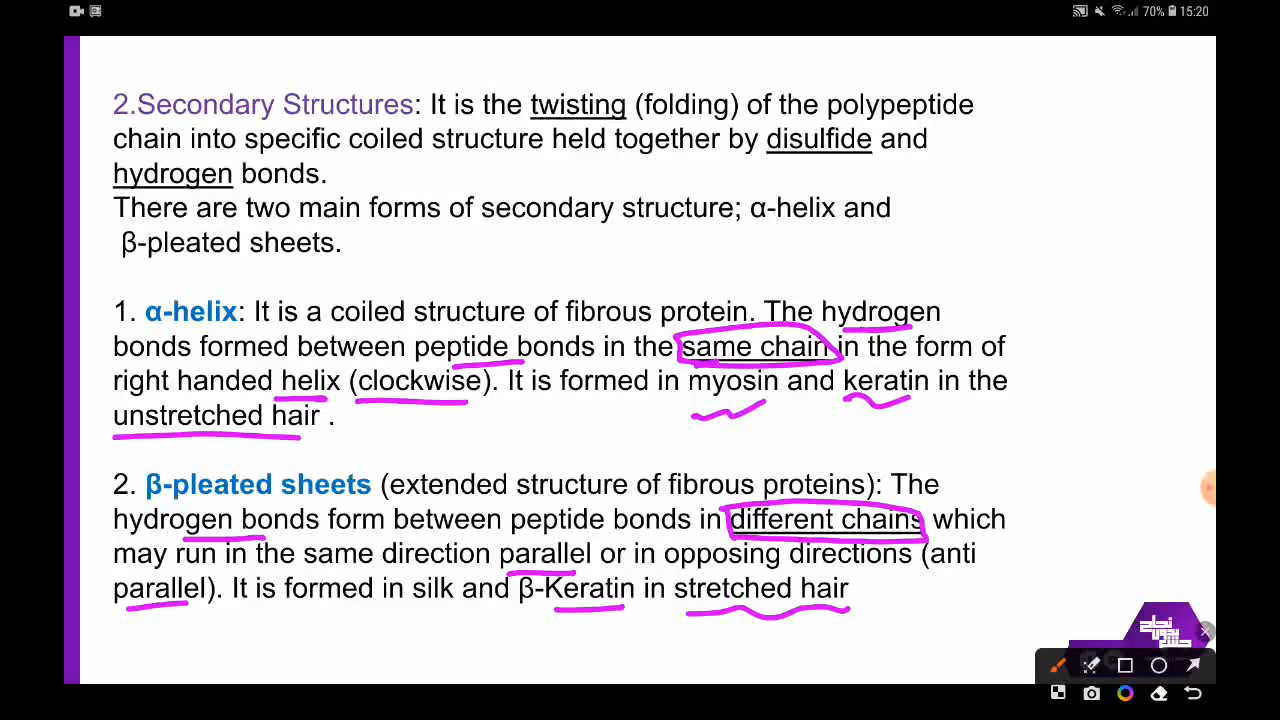 70% 15:20
2.Secondary Structures: It is the twisting (folding) of the polypeptide
chain into specific coiled structure held together by disulfide and
hydrogen bonds.
There are two main forms of secondary structure; α-helix and
β-pleated sheets.
1. α-helix: It is a coiled structure of fibrous protein. The hydrogen
bonds formed between peptide bonds in the same chain in the form of
right handed helix (clockwise). It is formed in myosin and keratin in the
unstretched hair .
2. β-pleated sheets (extended structure of fibrous proteins): The
hydrogen bonds form between peptide bonds in different chains which
may run in the same direction parallel or in opposing directions (anti
parallel). It is formed in silk and β-Keratin in stretched hair